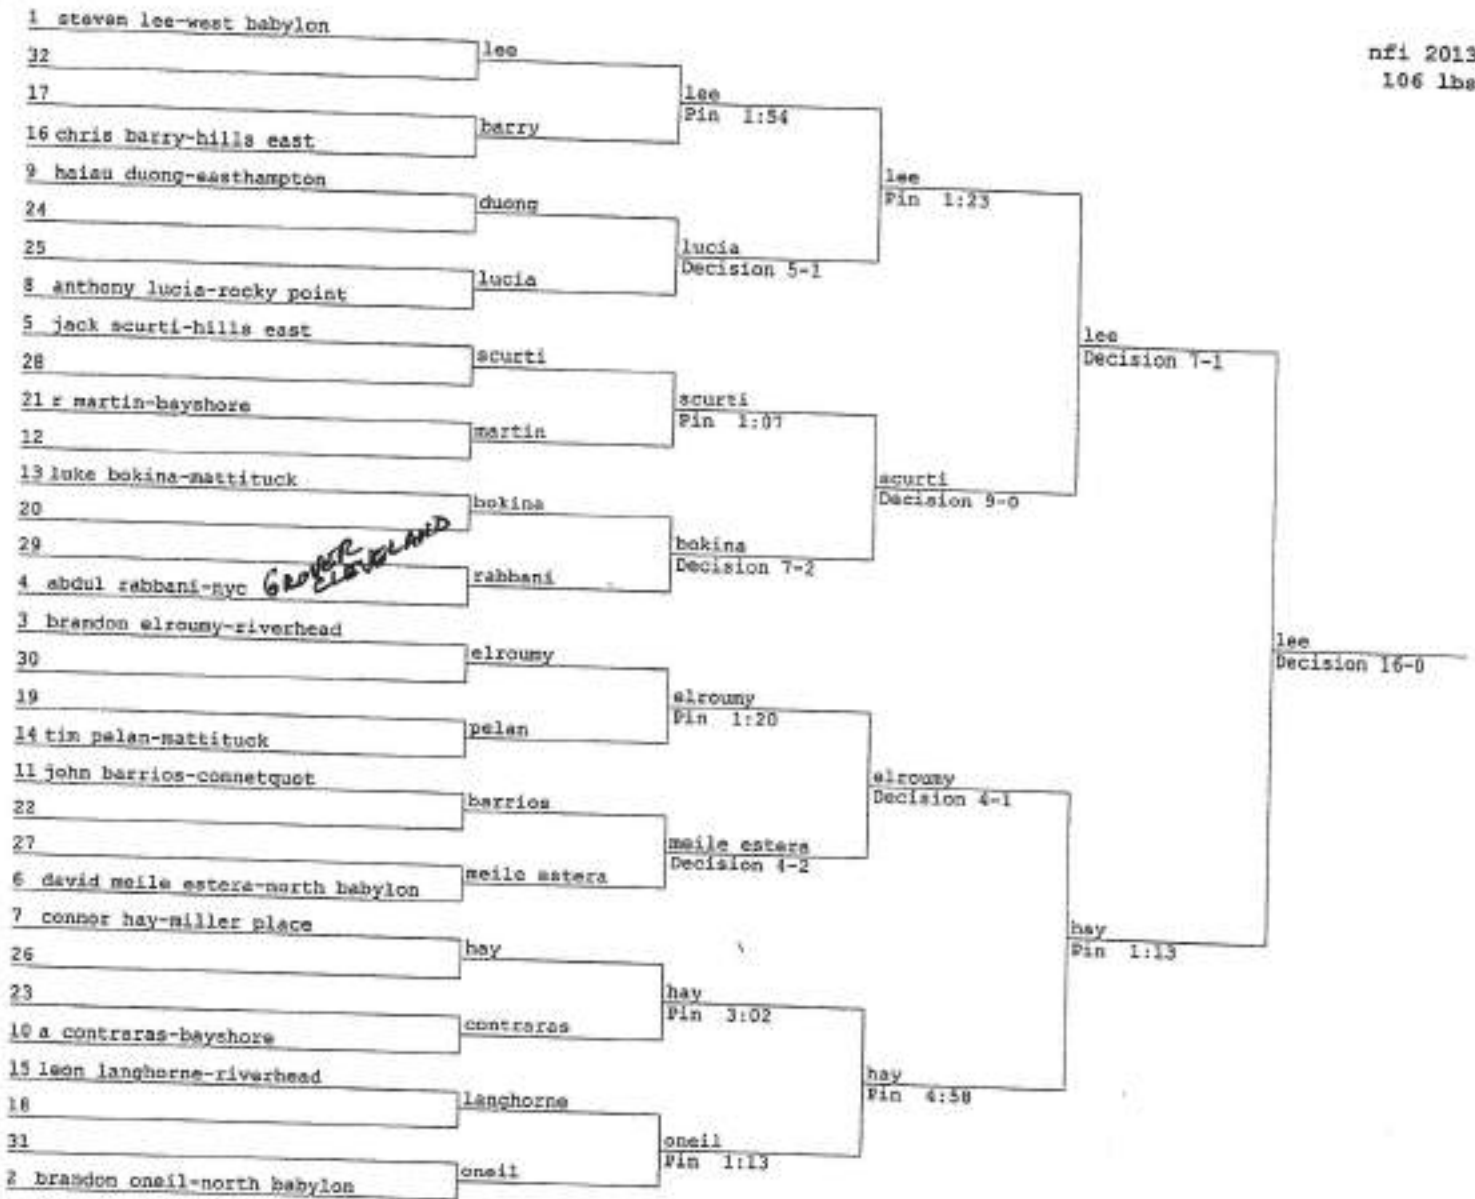 nfi 2013
106 lbs
1 steven lee-west babylon
32
lee
17
16 chris barry-hills east
barry
lee
Pin 1:54
9 haiau duong-easthampton
24
duong
25
8 anthony lucia-rocky point
lucia
lucia
Decision 5-1
lee
Pin 1:23
5 jack scurti-hills east
28
scurti
21 r martin-bayshore
12
martin
scurti
Pin 1:07
13 luke bokina-mattituck
20
bokina
29
4 abdul rabbani-nyc GROVER CLEVELAND
rabbani
bokina
Decision 7-2
scurti
Decision 9-0
lee
Decision 7-1
3 brandon elroumy-riverhead
30
elroumy
19
14 tim pelan-mattituck
pelan
elroumy
Pin 1:20
11 john barrios-connetquot
22
barrios
27
6 david meile estera-north babylon
meile estera
meile estera
Decision 4-2
elroumy
Decision 4-1
7 connor hay-miller place
26
hay
23
10 a contraras-bayshore
contraras
hay
Pin 3:02
15 leon langhorne-riverhead
18
langhorne
31
2 brandon oneil-north babylon
oneil
oneil
Pin 1:13
hay
Pin 4:58
hay
Pin 1:13
lee
Decision 16-0